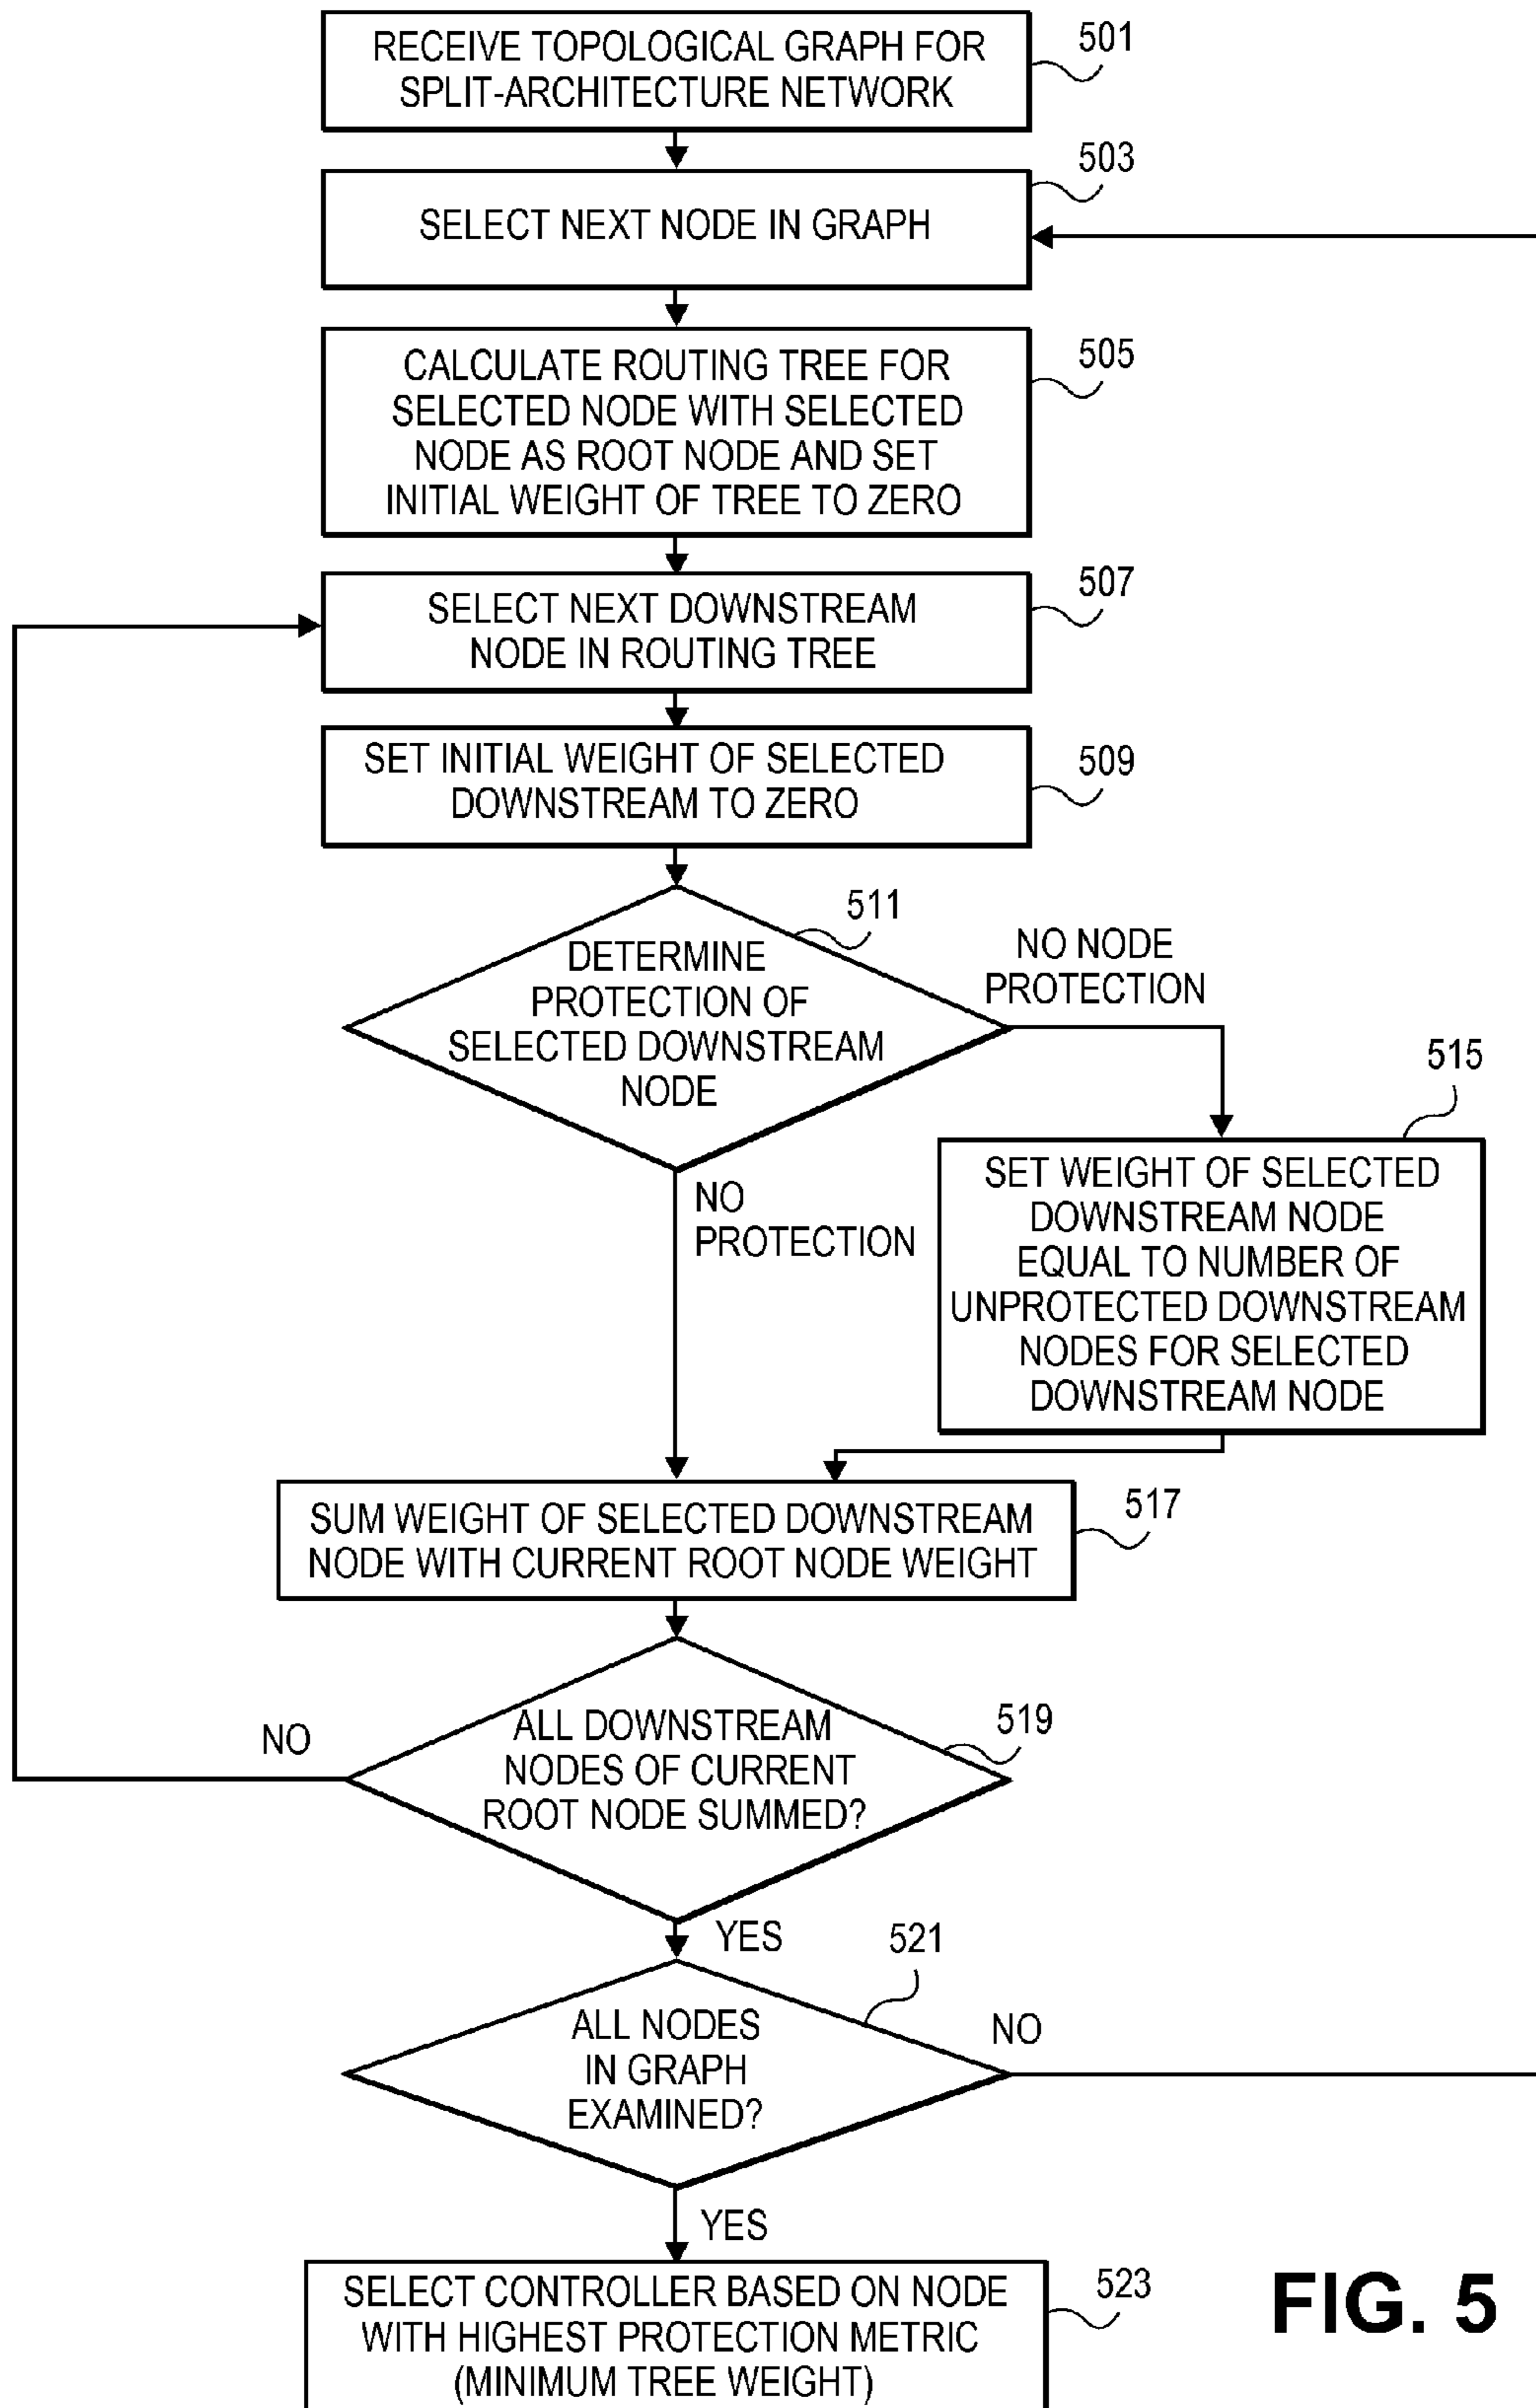 RECEIVE TOPOLOGICAL GRAPH FOR
SPLIT-ARCHITECTURE NETWORK
501
SELECT NEXT NODE IN GRAPH
503
CALCULATE ROUTING TREE FOR
SELECTED NODE WITH SELECTED
NODE AS ROOT NODE AND SET
INITIAL WEIGHT OF TREE TO ZERO
505
SELECT NEXT DOWNSTREAM
NODE IN ROUTING TREE
507
SET INITIAL WEIGHT OF SELECTED
DOWNSTREAM TO ZERO
509
DETERMINE
PROTECTION OF
SELECTED DOWNSTREAM
NODE
511
NO NODE
PROTECTION
NO
PROTECTION
515
SET WEIGHT OF SELECTED
DOWNSTREAM NODE
EQUAL TO NUMBER OF
UNPROTECTED DOWNSTREAM
NODES FOR SELECTED
DOWNSTREAM NODE
SUM WEIGHT OF SELECTED DOWNSTREAM
NODE WITH CURRENT ROOT NODE WEIGHT
517
ALL DOWNSTREAM
NODES OF CURRENT
ROOT NODE SUMMED?
519
NO
YES
ALL NODES
IN GRAPH
EXAMINED?
521
NO
YES
SELECT CONTROLLER BASED ON NODE
WITH HIGHEST PROTECTION METRIC
(MINIMUM TREE WEIGHT)
523
FIG. 5